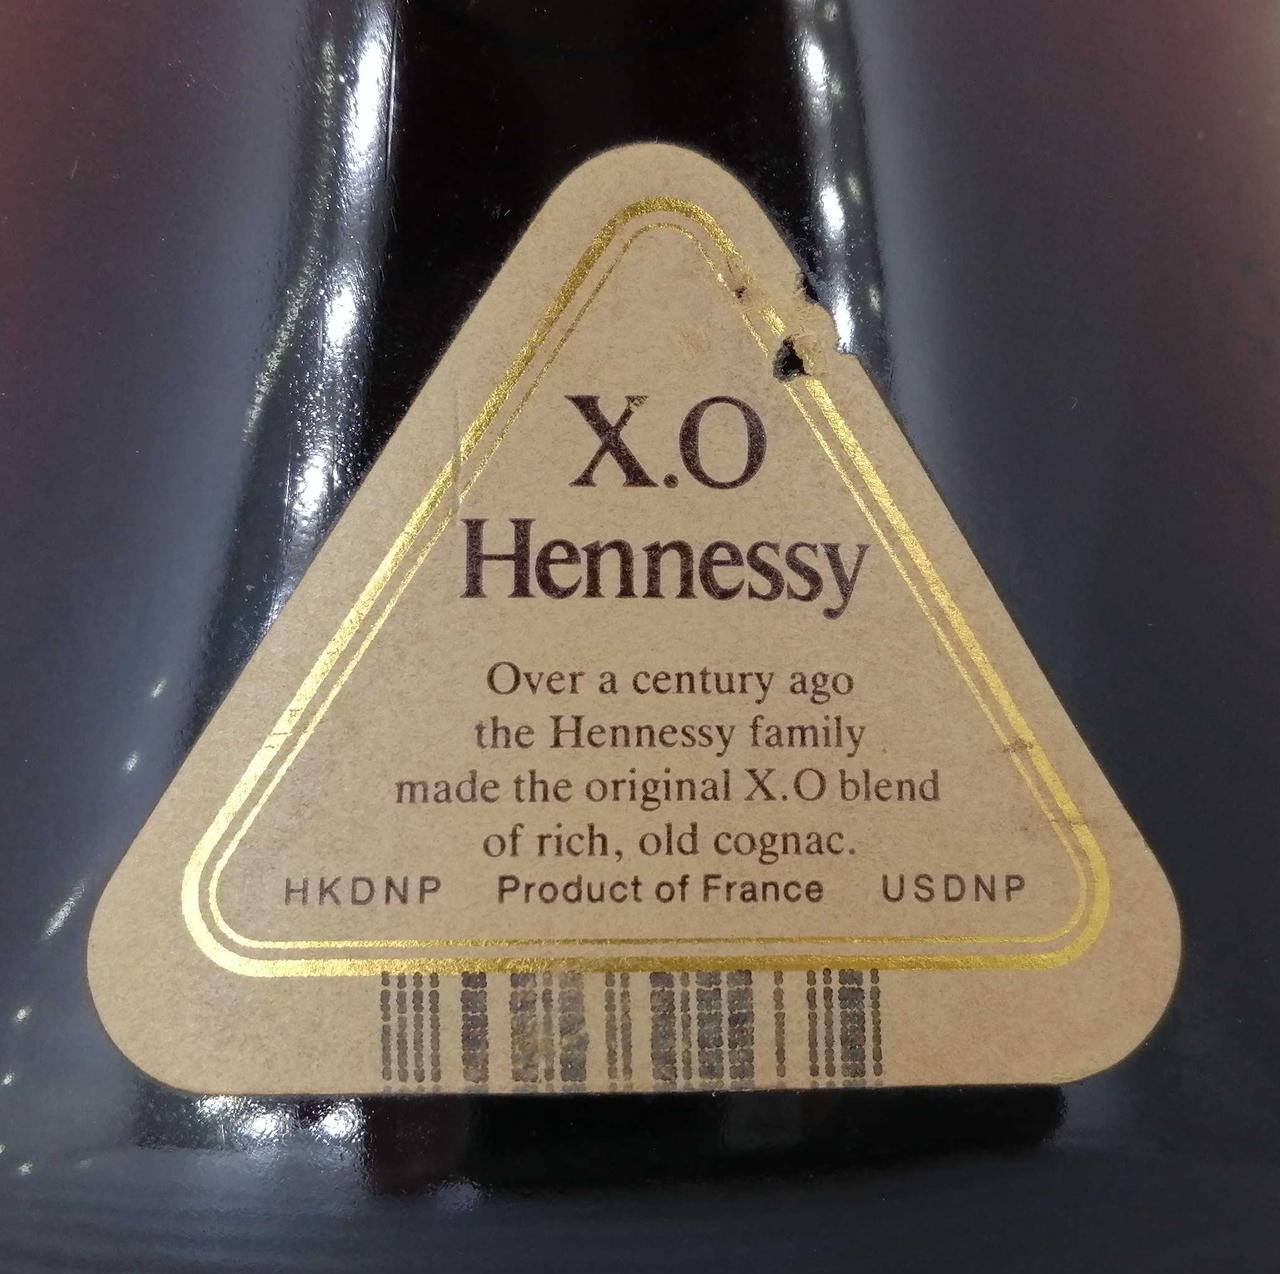 X.O
Hennessy
Over a century ago
the Hennessy family
made the original X.O blend
of rich, old cognac.
HKDNP Product of France USDNP